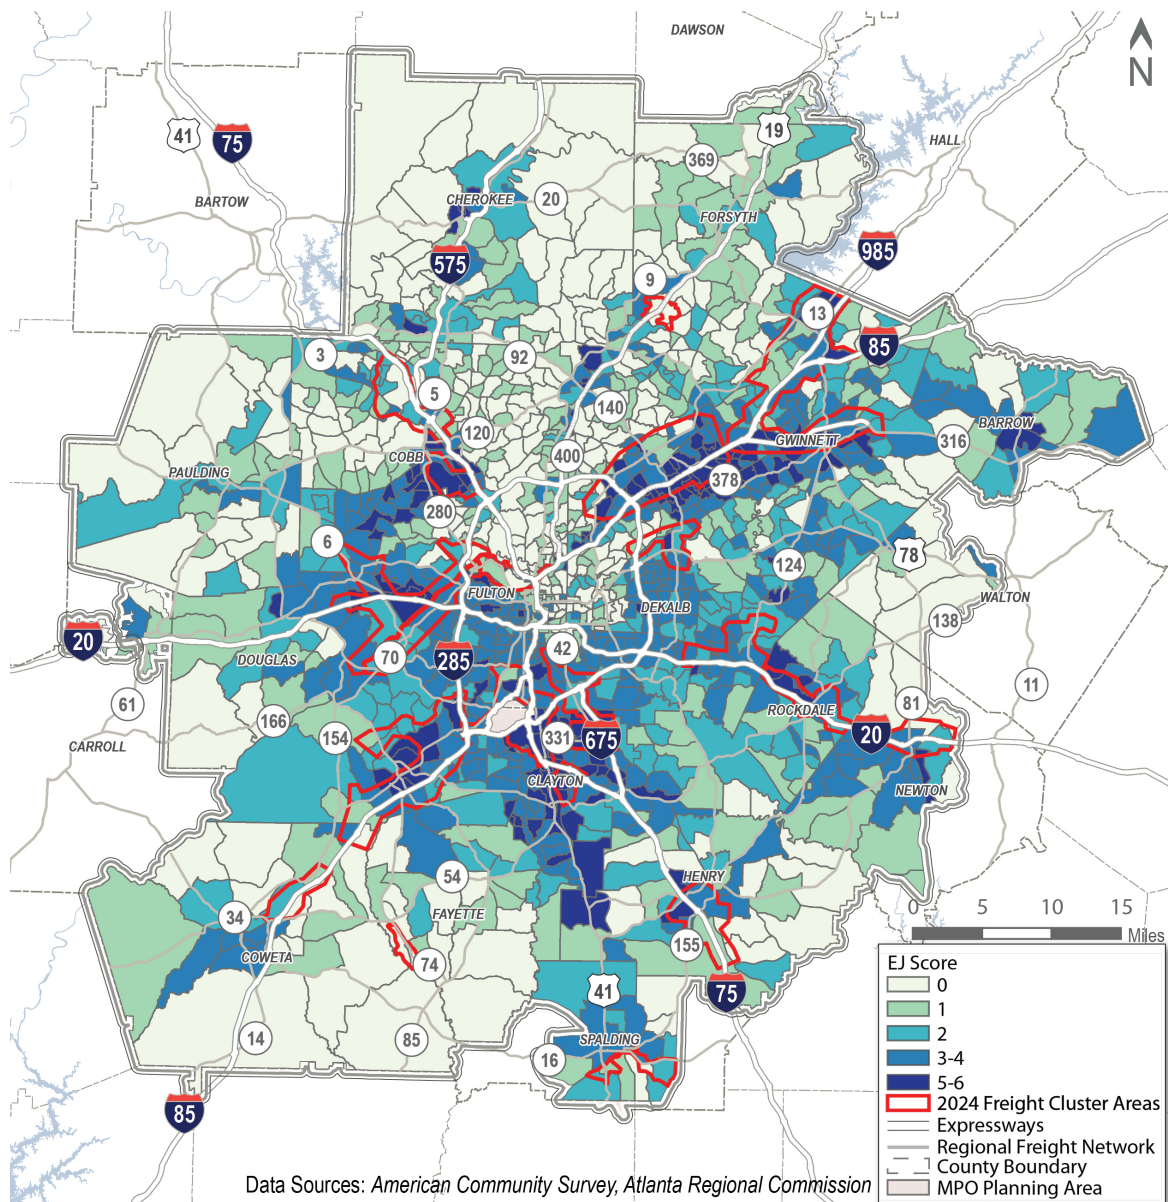 DAWSON
N
19
41
75
HALL
369
BARTOW
CHEROKEE
20
FORSYTH
985
575
9
13
85
3
92
5
140
120
BARROW
GWINNETT
316
COBB
400
PAULDING
378
280
6
78
124
FULTON
WALTON
DEKALB
138
20
42
70
285
DOUGLAS
11
61
81
ROCKDALE
166
20
154
331
675
CARROLL
CLAYTON
NEWTON
54
HENRY
34
FAYETTE
0 5 10 15
Miles
155
COWETA
74
41
75
14
85
SPALDING
16
85
EJ Score
0
1
2
3-4
5-6
2024 Freight Cluster Areas
Expressways
Regional Freight Network
County Boundary
MPO Planning Area
Data Sources: American Community Survey, Atlanta Regional Commission